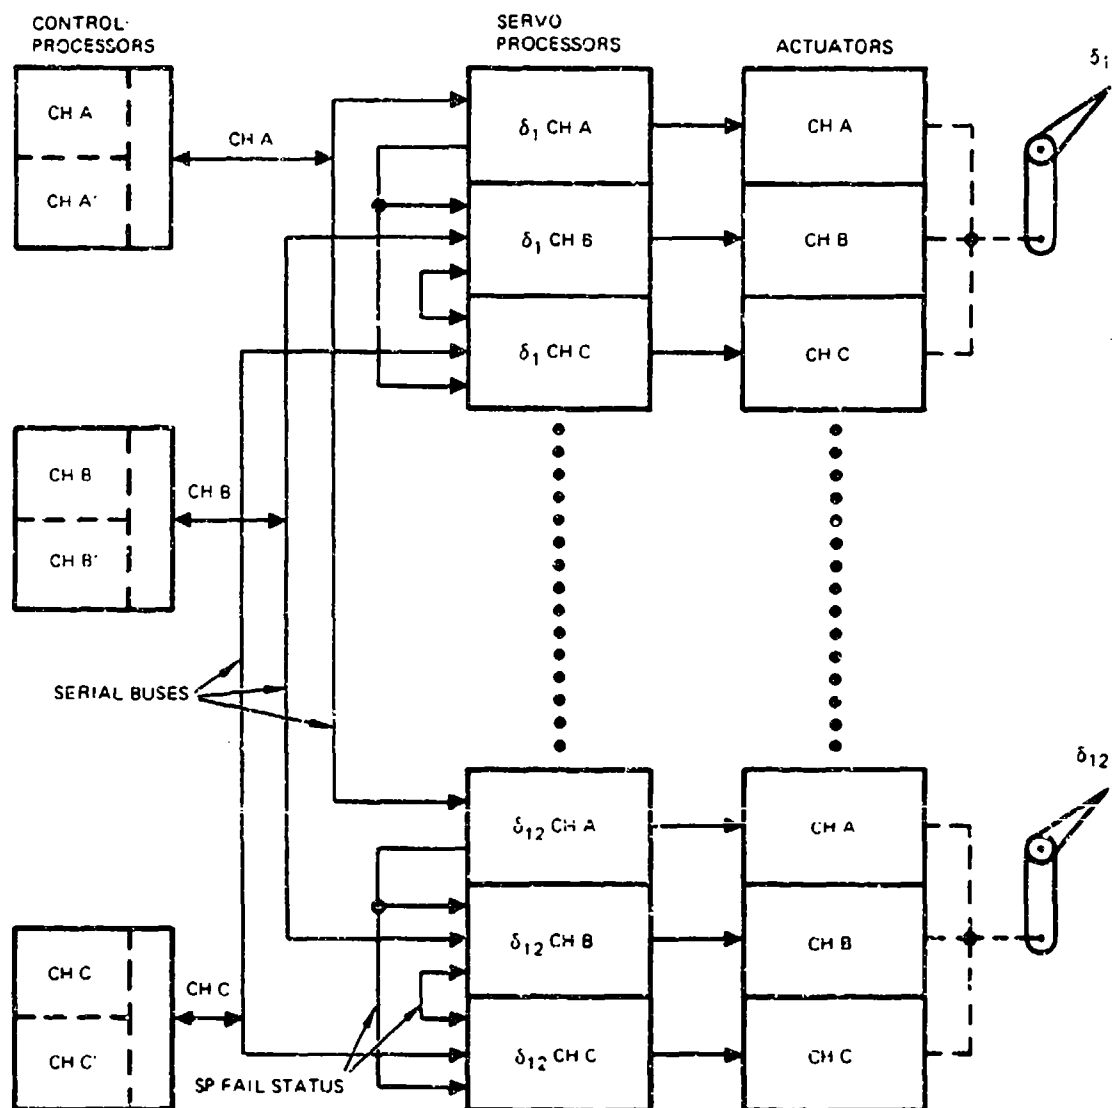 CONTROL-
PROCESSORS
SERVO
PROCESSORS
ACTUATORS
δ1
CH A
CH A'
CH A
δ1 CH A
CH A
δ1 CH B
CH B
δ1 CH C
CH C
CH B
CH B'
CH B
SERIAL BUSES
δ12
δ12 CH A
CH A
δ12 CH B
CH B
CH C
CH C'
CH C
δ12 CH C
CH C
SP FAIL STATUS